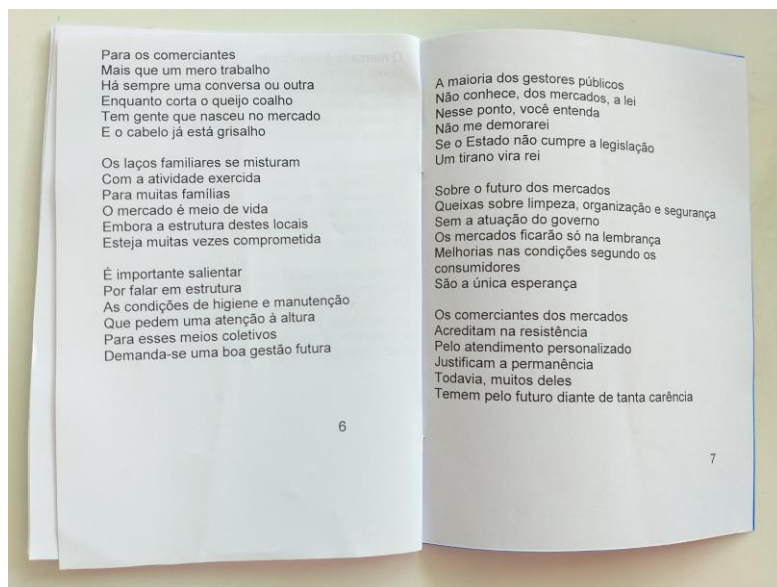 Para os comerciantes
Mais que um mero trabalho
Há sempre uma conversa ou outra
Enquanto corta o queijo coalho
Tem gente que nasceu no mercado
E o cabelo já está grisalho
Os laços familiares se misturam
Com a atividade exercida
Para muitas famílias
O mercado é meio de vida
Embora a estrutura destes locais
Esteja muitas vezes comprometida
É importante salientar
Por falar em estrutura
As condições de higiene e manutenção
Que pedem uma atenção à altura
Para esses meios coletivos
Demanda-se uma boa gestão futura
6
A maioria dos gestores públicos
Não conhece, dos mercados, a lei
Nesse ponto, você entenda
Não me demorarei
Se o Estado não cumpre a legislação
Um tirano vira rei
Sobre o futuro dos mercados
Queixas sobre limpeza, organização e segurança
Sem a atuação do governo
Os mercados ficarão só na lembrança
Melhorias nas condições segundo os
consumidores
São a única esperança
Os comerciantes dos mercados
Acreditam na resistência
Pelo atendimento personalizado
Justificam a permanência
Todavia, muitos deles
Temem pelo futuro diante de tanta carência
7